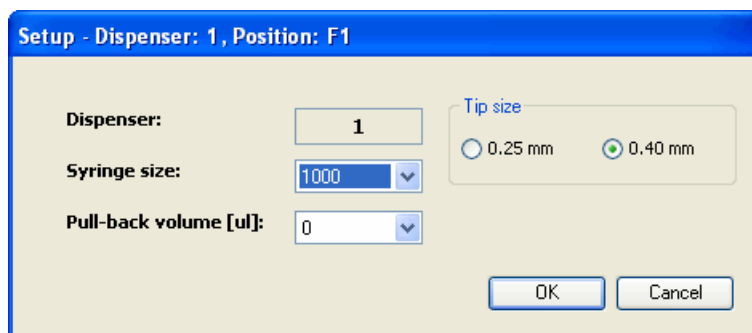 Setup - Dispenser: 1, Position: F1
Dispenser: 1
Syringe size: 1000
Pull-back volume [ul]: 0
Tip size
0.25 mm 0.40 mm
OK Cancel